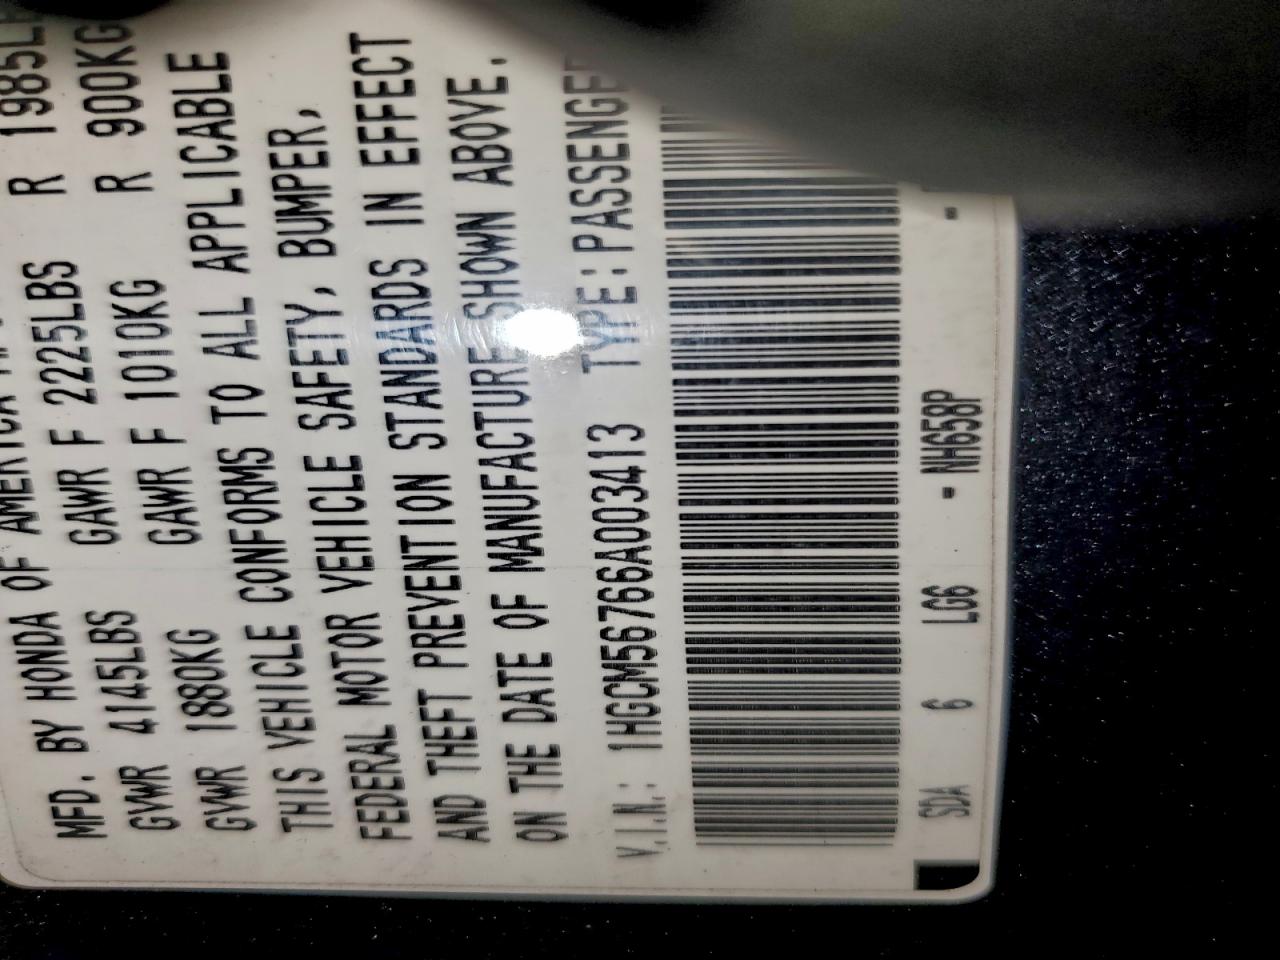 MFD. BY HONDA OF AMERICA
GVWR 4145LBS GAWR F 2225LBS R 1985LB
GVWR 1880KG GAWR F 1010KG R 900KG
THIS VEHICLE CONFORMS TO ALL APPLICABLE
FEDERAL MOTOR VEHICLE SAFETY, BUMPER,
AND THEFT PREVENTION STANDARDS IN EFFECT
ON THE DATE OF MANUFACTURE SHOWN ABOVE.
V.I.N.: 1HGCM56766A003413 TYPE: PASSENGER
SDA 6 LG6 - NH658P -